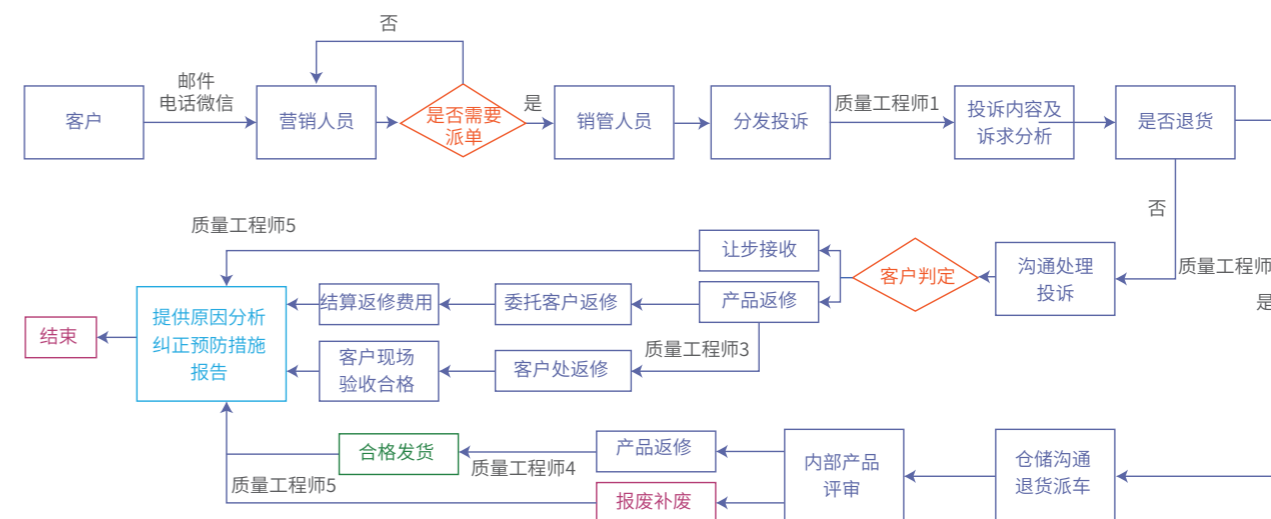 否
邮件
电话微信
客户
营销人员
是否需要
派单
是
销管人员
分发投诉
质量工程师1
投诉内容及
诉求分析
是否退货
否
质量工程师5
让步接收
客户判定
沟通处理
投诉
质量工程师
是
产品返修
委托客户返修
结算返修费用
提供原因分析
纠正预防措施
报告
结束
质量工程师3
客户处返修
客户现场
验收合格
合格发货
质量工程师4
产品返修
内部产品
评审
仓储沟通
退货派车
质量工程师5
报废补废